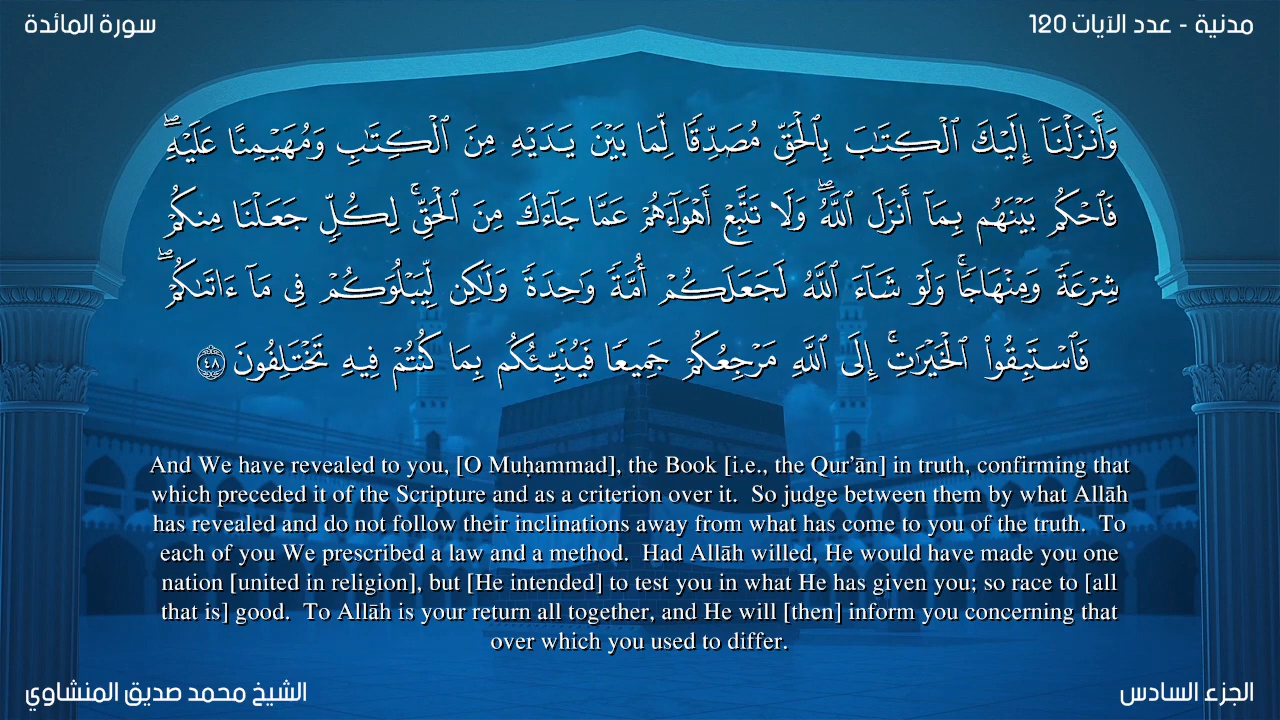 سورة المائدة
مدنية - عدد الآيات 120
وَأَنزَلْنَآ إِلَيْكَ ٱلْكِتَٰبَ بِٱلْحَقِّ مُصَدِّقًا لِّمَا بَيْنَ يَدَيْهِ مِنَ ٱلْكِتَٰبِ وَمُهَيْمِنًا عَلَيْهِ ۖ
فَٱحْكُم بَيْنَهُم بِمَآ أَنزَلَ ٱللَّهُ ۖ وَلَا تَتَّبِعْ أَهْوَآءَهُمْ عَمَّا جَآءَكَ مِنَ ٱلْحَقِّ ۚ لِكُلٍّ جَعَلْنَا مِنكُمْ
شِرْعَةً وَمِنْهَاجًا ۚ وَلَوْ شَآءَ ٱللَّهُ لَجَعَلَكُمْ أُمَّةً وَٰحِدَةً وَلَٰكِن لِّيَبْلُوَكُمْ فِى مَآ ءَاتَىٰكُمْ ۖ
فَٱسْتَبِقُوا۟ ٱلْخَيْرَٰتِ ۚ إِلَى ٱللَّهِ مَرْجِعُكُمْ جَمِيعًا فَيُنَبِّئُكُم بِمَا كُنتُمْ فِيهِ تَخْتَلِفُونَ ٤٨
And We have revealed to you, [O Muḥammad], the Book [i.e., the Qur’ān] in truth, confirming that
which preceded it of the Scripture and as a criterion over it.  So judge between them by what Allāh
has revealed and do not follow their inclinations away from what has come to you of the truth.  To
each of you We prescribed a law and a method.  Had Allāh willed, He would have made you one
nation [united in religion], but [He intended] to test you in what He has given you; so race to [all
that is] good.  To Allāh is your return all together, and He will [then] inform you concerning that
over which you used to differ.
الشيخ محمد صديق المنشاوي
الجزء السادس